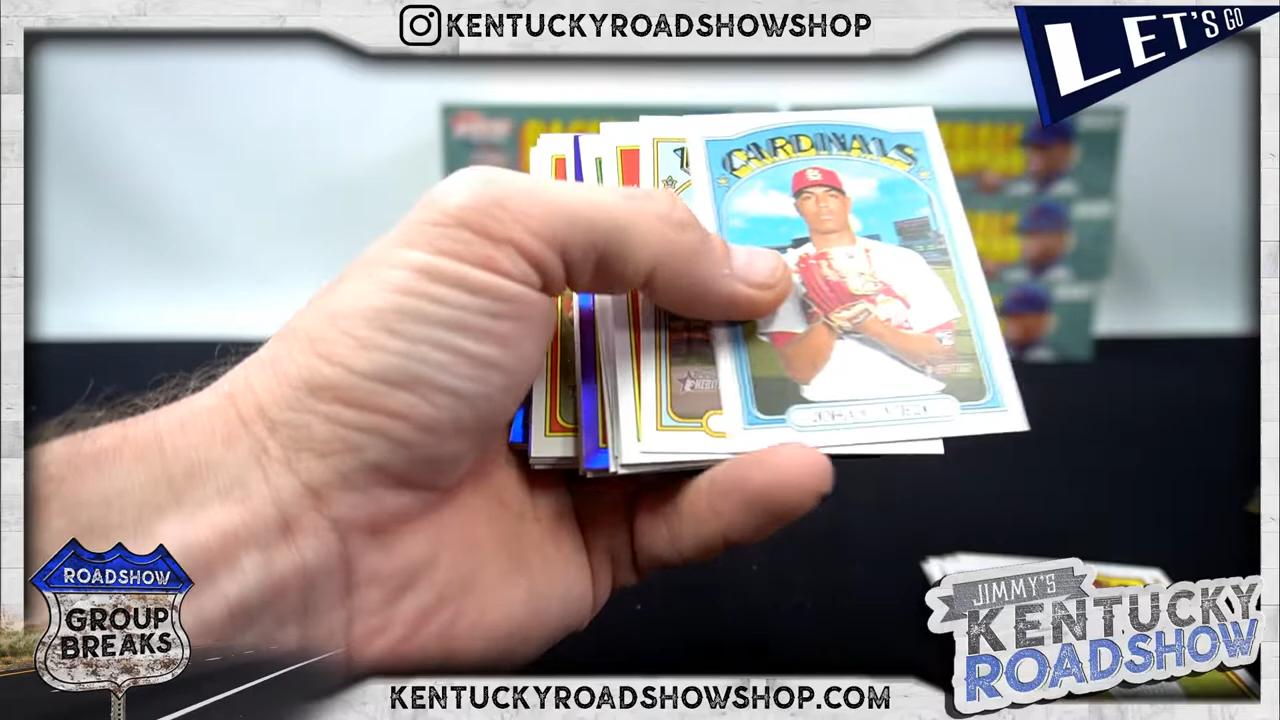 KENTUCKYROADSHOWSHOP
LET'S GO
CARDINALS
ROADSHOW
GROUP
BREAKS
JIMMY'S
KENTUCKY
ROADSHOW
KENTUCKYROADSHOWSHOP.COM